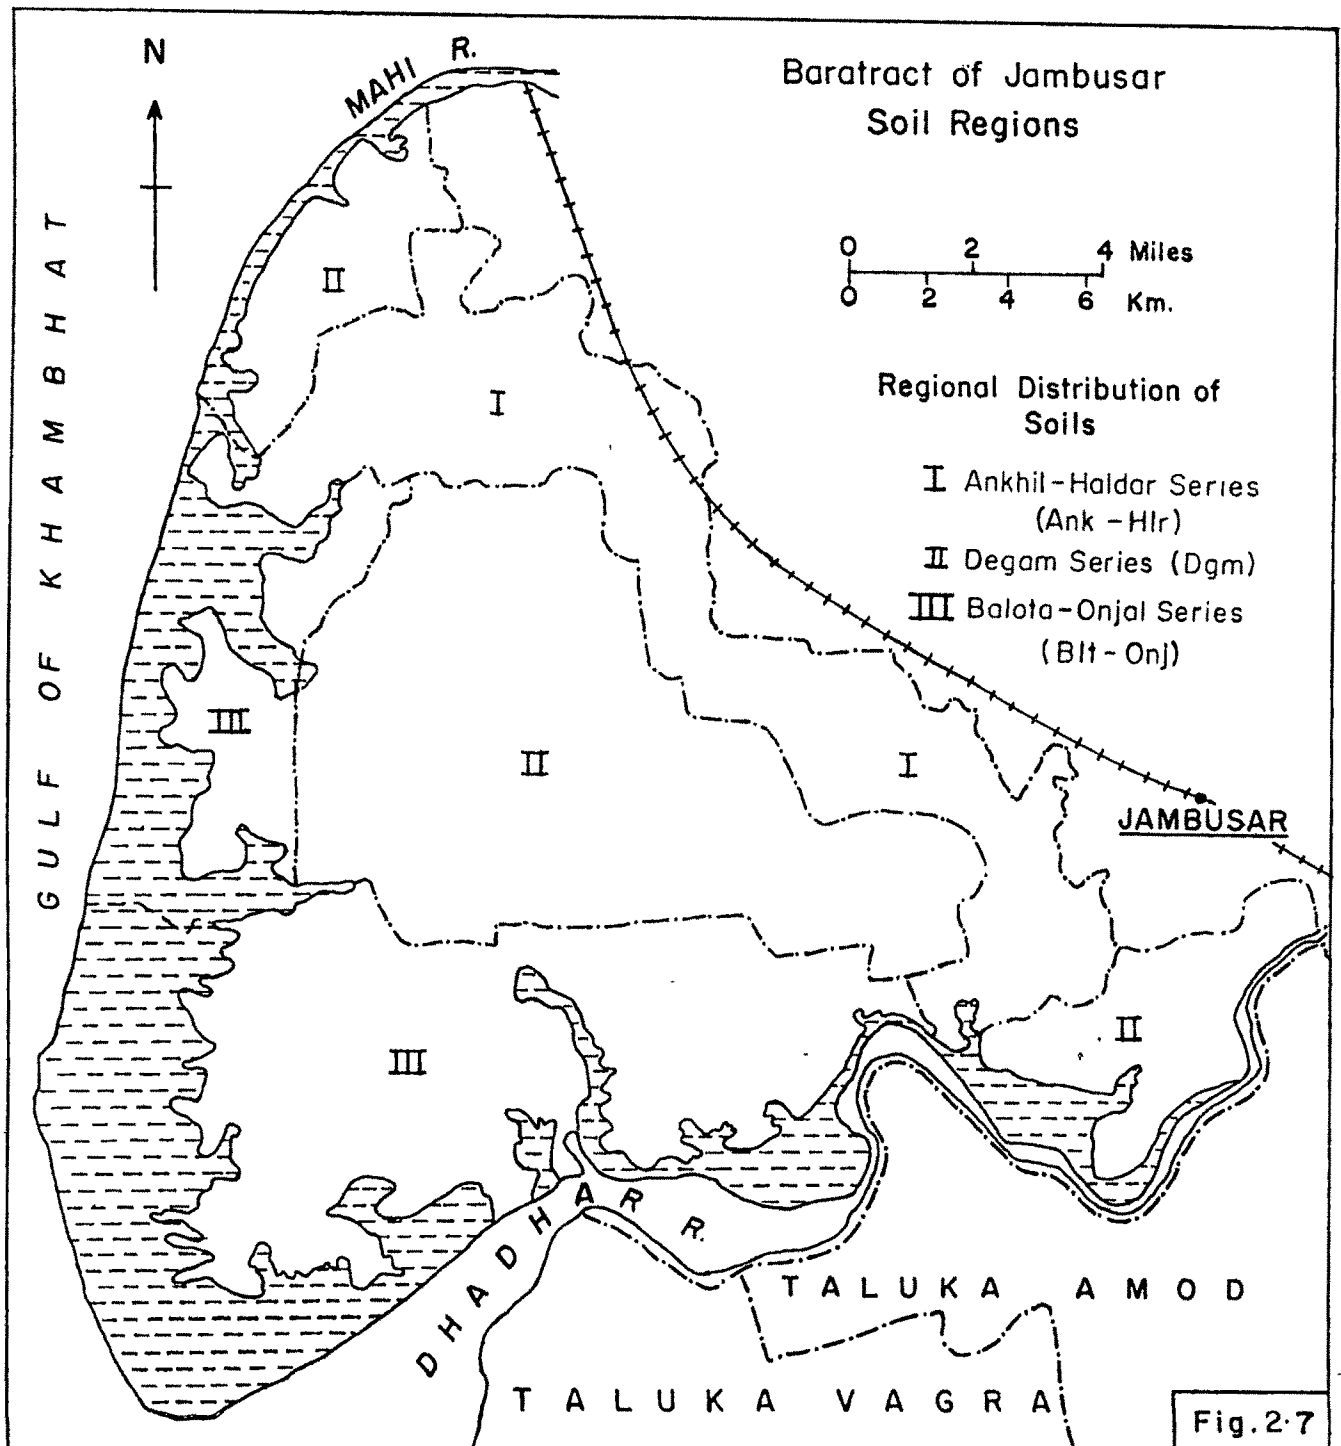 N
MAHI R.
Baratract of Jambusar
Soil Regions
0 2 4 Miles
0 2 4 6 Km.
GULF OF KHAMBHAT
II
I
Regional Distribution of
Soils
I Ankhil-Haldar Series
(Ank-Hlr)
II Degam Series (Dgm)
III Balota-Onjal Series
(Blt-Onj)
III
II
I
JAMBUSAR
III
II
DHADHAR R.
TALUKA AMOD
TALUKA VAGRA
Fig. 2·7